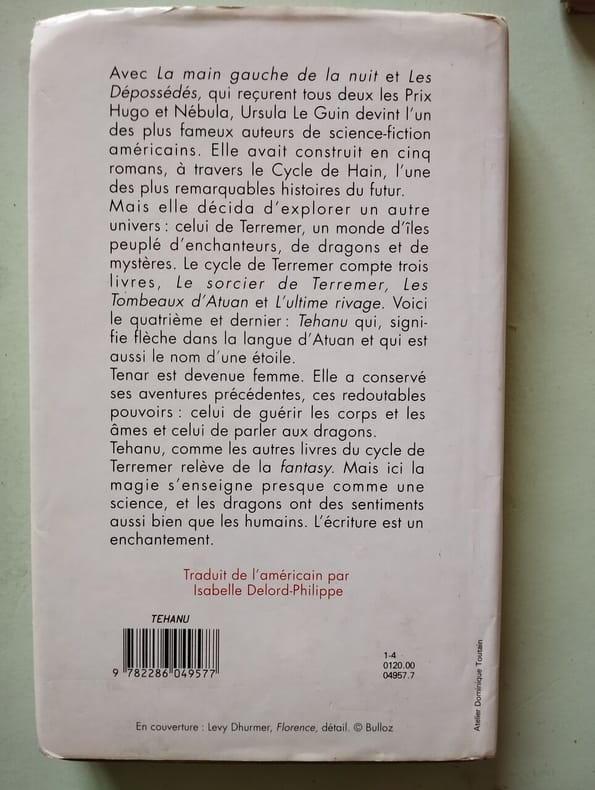 Avec La main gauche de la nuit et Les
Dépossédés, qui reçurent tous deux les Prix
Hugo et Nébula, Ursula Le Guin devint l'un
des plus fameux auteurs de science-fiction
américains. Elle avait construit en cinq
romans, à travers le Cycle de Hain, l'une
des plus remarquables histoires du futur.
Mais elle décida d'explorer un autre
univers : celui de Terremer, un monde d'îles
peuplé d'enchanteurs, de dragons et de
mystères. Le cycle de Terremer compte trois
livres, Le sorcier de Terremer, Les
Tombeaux d'Atuan et L'ultime rivage. Voici
le quatrième et dernier : Tehanu qui, signi-
fie flèche dans la langue d'Atuan et qui est
aussi le nom d'une étoile.
Tenar est devenue femme. Elle a conservé
ses aventures précédentes, ces redoutables
pouvoirs : celui de guérir les corps et les
âmes et celui de parler aux dragons.
Tehanu, comme les autres livres du cycle de
Terremer relève de la fantasy. Mais ici la
magie s'enseigne presque comme une
science, et les dragons ont des sentiments
aussi bien que les humains. L'écriture est un
enchantement.
Traduit de l'américain par
Isabelle Delord-Philippe
TEHANU
9 782286 049577
1-4
0120.00
04957.7
Atelier Dominique Toutain
En couverture : Levy Dhurmer, Florence, détail. © Bulloz